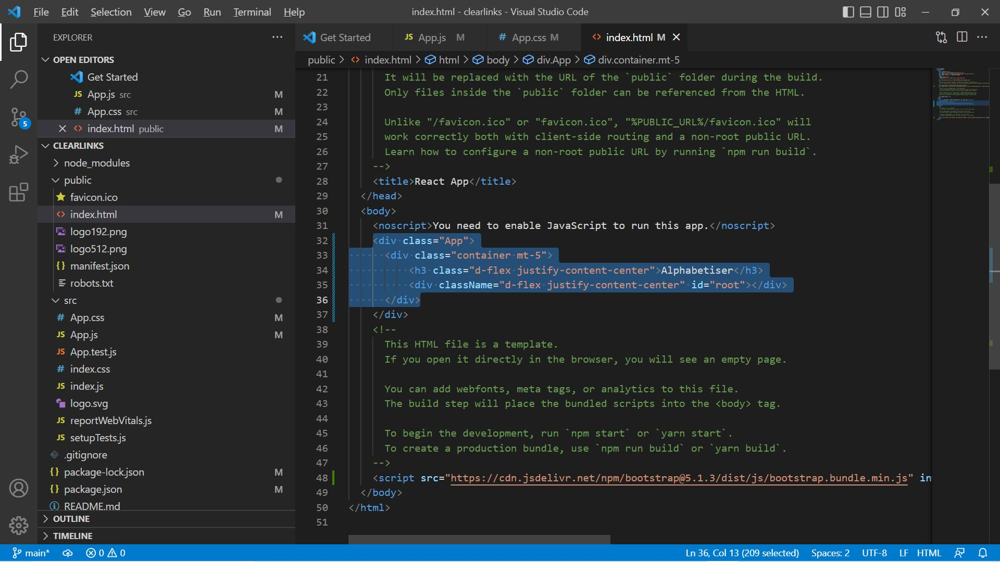 File Edit Selection View Go Run Terminal Help index.html - clearlinks - Visual Studio Code
EXPLORER
OPEN EDITORS
Get Started
JS App.js src M
# App.css src M
index.html public M
CLEARLINKS
node_modules
public
favicon.ico
index.html M
logo192.png
logo512.png
{} manifest.json
robots.txt
src
# App.css M
JS App.js M
JS App.test.js
# index.css
JS index.js
logo.svg
JS reportWebVitals.js
JS setupTests.js
.gitignore
{} package-lock.json M
{} package.json M
README.md
OUTLINE
TIMELINE
5
Get Started JS App.js M # App.css M <> index.html M
public > <> index.html > html > body > div.App > div.container.mt-5
21 It will be replaced with the URL of the `public` folder during the build.
22 Only files inside the `public` folder can be referenced from the HTML.
23
24 Unlike "/favicon.ico" or "favicon.ico", "%PUBLIC_URL%/favicon.ico" will
25 work correctly both with client-side routing and a non-root public URL.
26 Learn how to configure a non-root public URL by running `npm run build`.
27 -->
28 <title>React App</title>
29 </head>
30 <body>
31 <noscript>You need to enable JavaScript to run this app.</noscript>
32 <div class="App">
33 <div class="container mt-5">
34 <h3 class="d-flex justify-content-center">Alphabetiser</h3>
35 <div className="d-flex justify-content-center" id="root"></div>
36 </div>
37 </div>
38 <!--
39 This HTML file is a template.
40 If you open it directly in the browser, you will see an empty page.
41
42 You can add webfonts, meta tags, or analytics to this file.
43 The build step will place the bundled scripts into the <body> tag.
44
45 To begin the development, run `npm start` or `yarn start`.
46 To create a production bundle, use `npm run build` or `yarn build`.
47 -->
48 <script src="https://cdn.jsdelivr.net/npm/bootstrap@5.1.3/dist/js/bootstrap.bundle.min.js" in
49 </body>
50 </html>
51
main* 0 0 Ln 36, Col 13 (209 selected) Spaces: 2 UTF-8 LF HTML